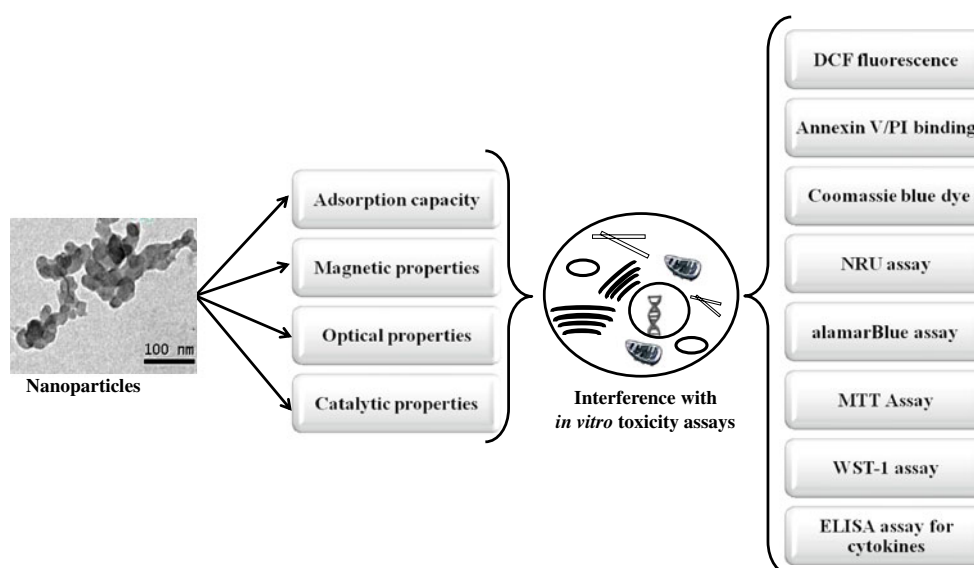 100 nm
Nanoparticles
Adsorption capacity
Magnetic properties
Optical properties
Catalytic properties
Interference with
in vitro toxicity assays
DCF fluorescence
Annexin V/PI binding
Coomassie blue dye
NRU assay
alamarBlue assay
MTT Assay
WST-1 assay
ELISA assay for
cytokines